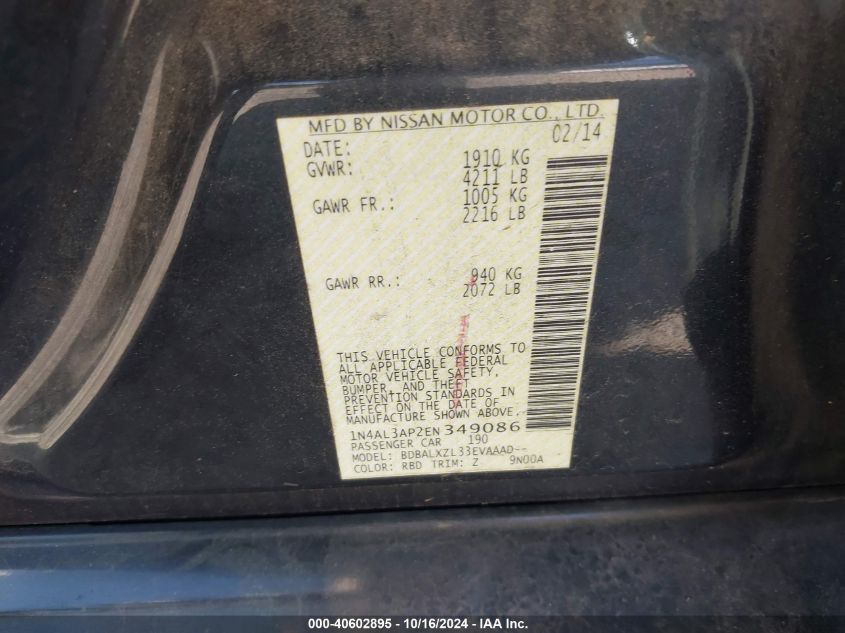 MFD BY NISSAN MOTOR CO., LTD.
DATE: 02/14
GVWR: 1910 KG
4211 LB
GAWR FR.: 1005 KG
2216 LB
GAWR RR.: 940 KG
2072 LB
THIS VEHICLE CONFORMS TO
ALL APPLICABLE FEDERAL
MOTOR VEHICLE SAFETY,
BUMPER, AND THEFT
PREVENTION STANDARDS IN
EFFECT ON THE DATE OF
MANUFACTURE SHOWN ABOVE.
1N4AL3AP2EN 349086
PASSENGER CAR 190
MODEL: BDBALXZL33EVAAAD--
COLOR: RBD TRIM: Z 9N00A
000-40602895 - 10/16/2024 - IAA Inc.